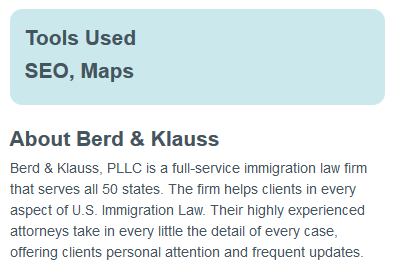 Tools Used
SEO, Maps
About Berd & Klauss
Berd & Klauss, PLLC is a full-service immigration law firm
that serves all 50 states. The firm helps clients in every
aspect of U.S. Immigration Law. Their highly experienced
attorneys take in every little the detail of every case,
offering clients personal attention and frequent updates.